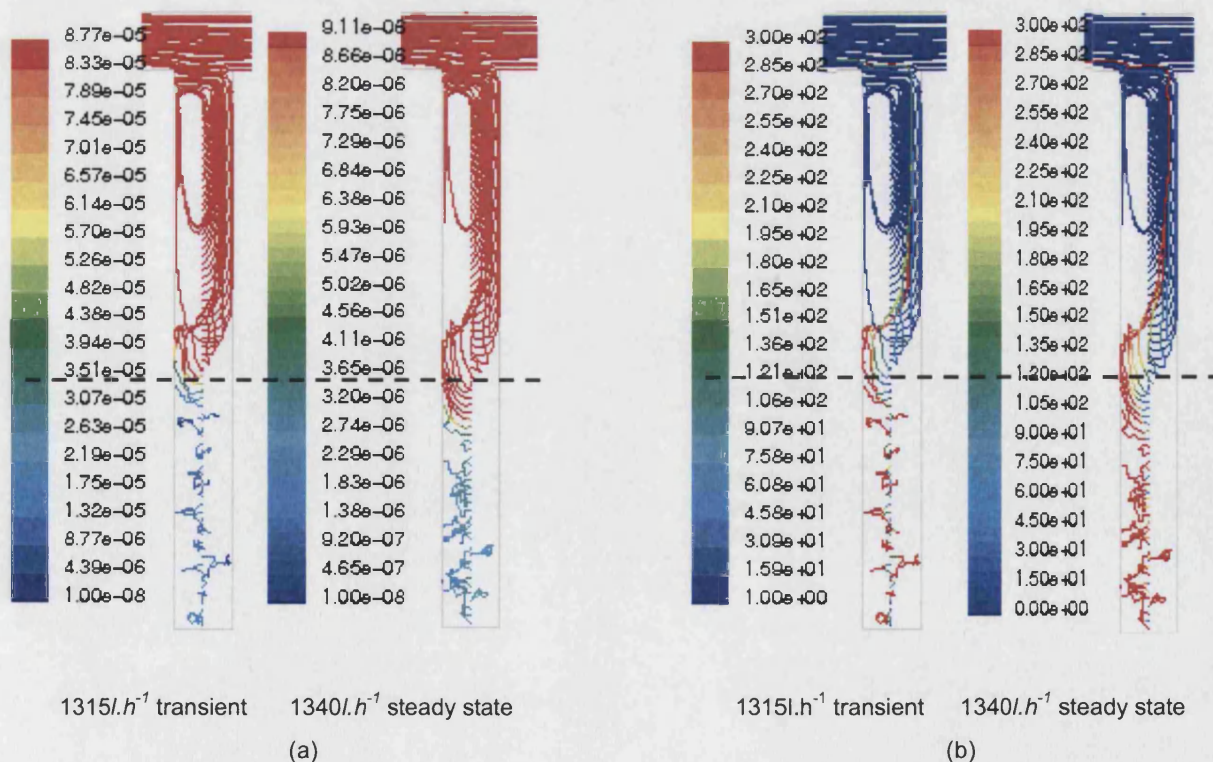 8.77e-05
8.33e-05
7.89e-05
7.45e-05
7.01e-05
6.57e-05
6.14e-05
5.70e-05
5.26e-05
4.82e-05
4.38e-05
3.94e-05
3.51e-05
3.07e-05
2.63e-05
2.19e-05
1.75e-05
1.32e-05
8.77e-06
4.39e-06
1.00e-08
9.11e-06
8.66e-06
8.20e-06
7.75e-06
7.29e-06
6.84e-06
6.38e-06
5.93e-06
5.47e-06
5.02e-06
4.56e-06
4.11e-06
3.65e-06
3.20e-06
2.74e-06
2.29e-06
1.83e-06
1.38e-06
9.20e-07
4.65e-07
1.00e-08
1315l.h⁻¹ transient
1340l.h⁻¹ steady state
(a)
3.00e+02
2.85e+02
2.70e+02
2.55e+02
2.40e+02
2.25e+02
2.10e+02
1.95e+02
1.80e+02
1.65e+02
1.51e+02
1.36e+02
1.21e+02
1.06e+02
9.07e+01
7.58e+01
6.08e+01
4.58e+01
3.09e+01
1.59e+01
1.00e+00
3.00e+02
2.85e+02
2.70e+02
2.55e+02
2.40e+02
2.25e+02
2.10e+02
1.95e+02
1.80e+02
1.65e+02
1.50e+02
1.35e+02
1.20e+02
1.05e+02
9.00e+01
7.50e+01
6.00e+01
4.50e+01
3.00e+01
1.50e+01
0.00e+00
1315l.h⁻¹ transient
1340l.h⁻¹ steady state
(b)